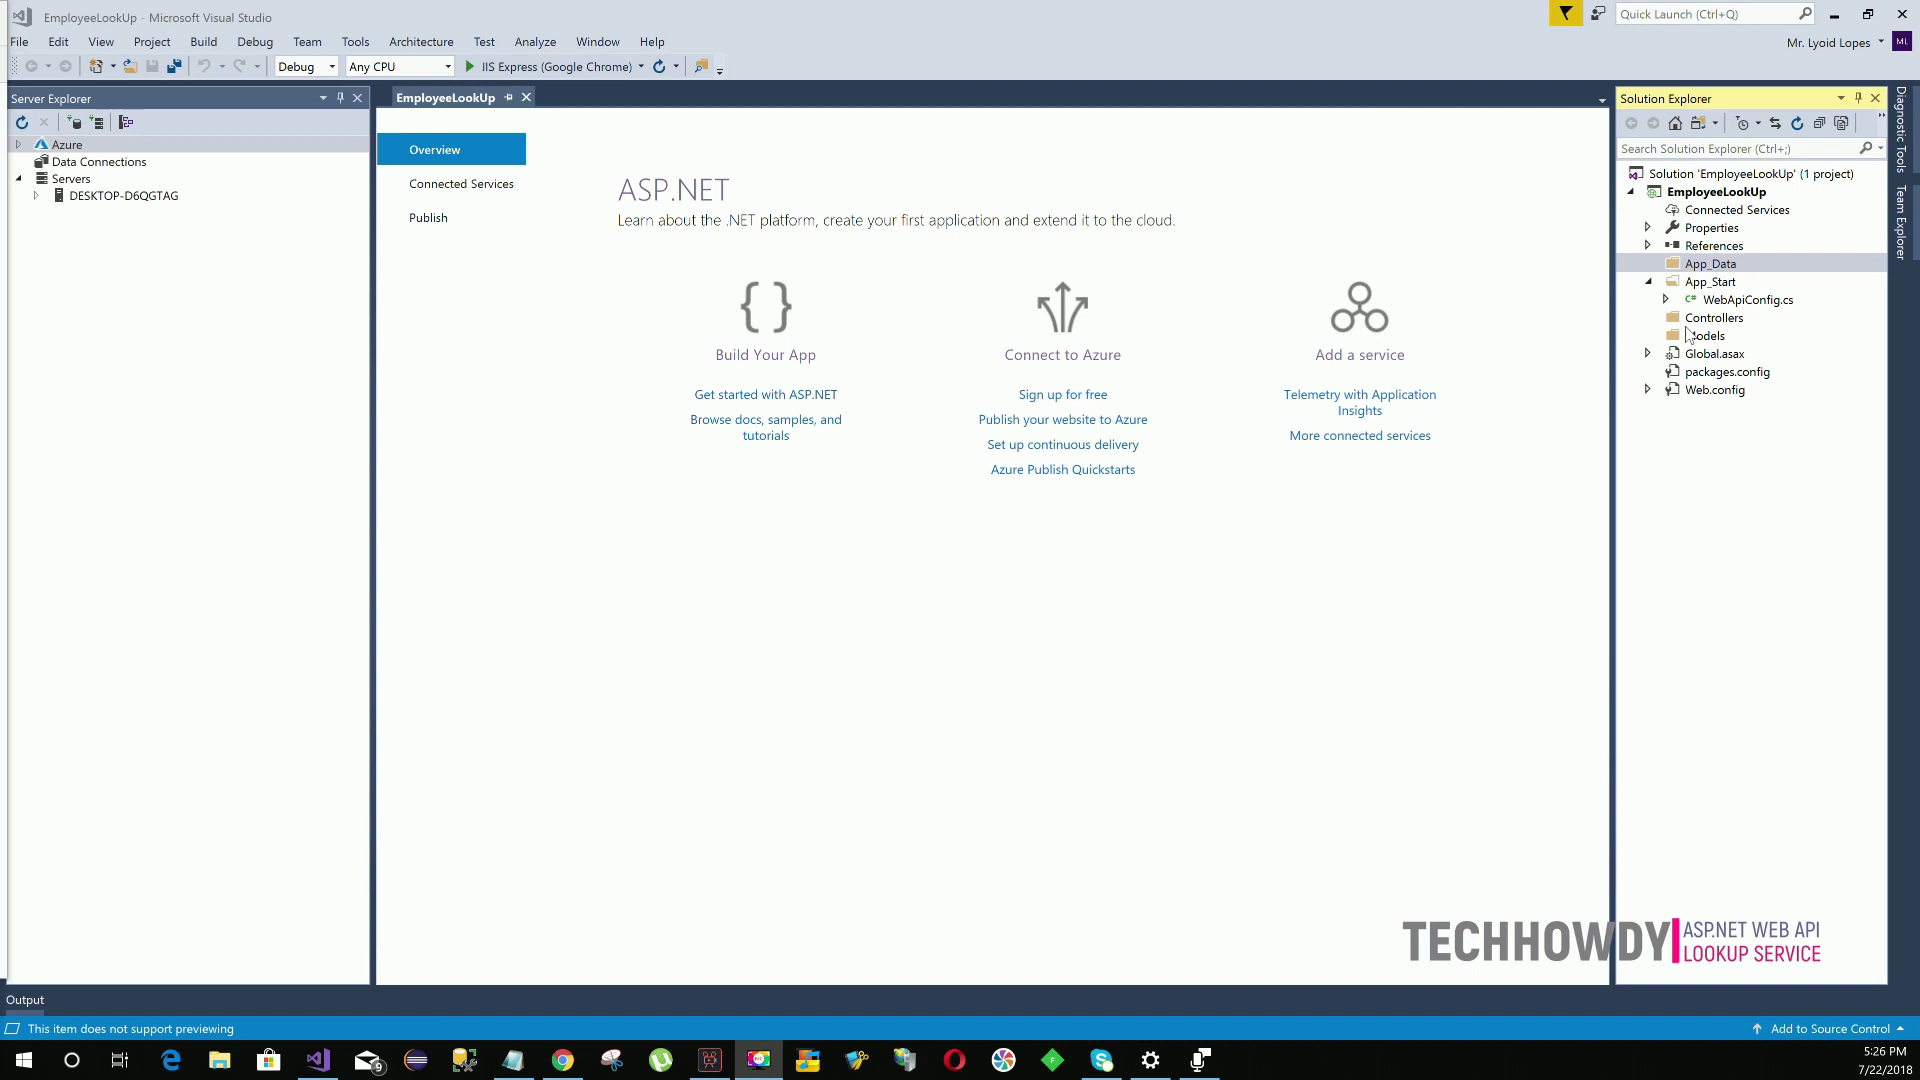 EmployeeLookUp - Microsoft Visual Studio
Quick Launch (Ctrl+Q)
File Edit View Project Build Debug Team Tools Architecture Test Analyze Window Help
Mr. Lyoid Lopes
ML
Debug
Any CPU
IIS Express (Google Chrome)
Server Explorer
Azure
Data Connections
Servers
DESKTOP-D6QGTAG
EmployeeLookUp
Overview
Connected Services
Publish
ASP.NET
Learn about the .NET platform, create your first application and extend it to the cloud.
Build Your App
Get started with ASP.NET
Browse docs, samples, and
tutorials
Connect to Azure
Sign up for free
Publish your website to Azure
Set up continuous delivery
Azure Publish Quickstarts
Add a service
Telemetry with Application
Insights
More connected services
Solution Explorer
Search Solution Explorer (Ctrl+;)
Solution 'EmployeeLookUp' (1 project)
EmployeeLookUp
Connected Services
Properties
References
App_Data
App_Start
C# WebApiConfig.cs
Controllers
Models
Global.asax
packages.config
Web.config
Diagnostic Tools
Team Explorer
TECHHOWDY
ASP.NET WEB API
LOOKUP SERVICE
Output
This item does not support previewing
Add to Source Control
9
5:26 PM
7/22/2018